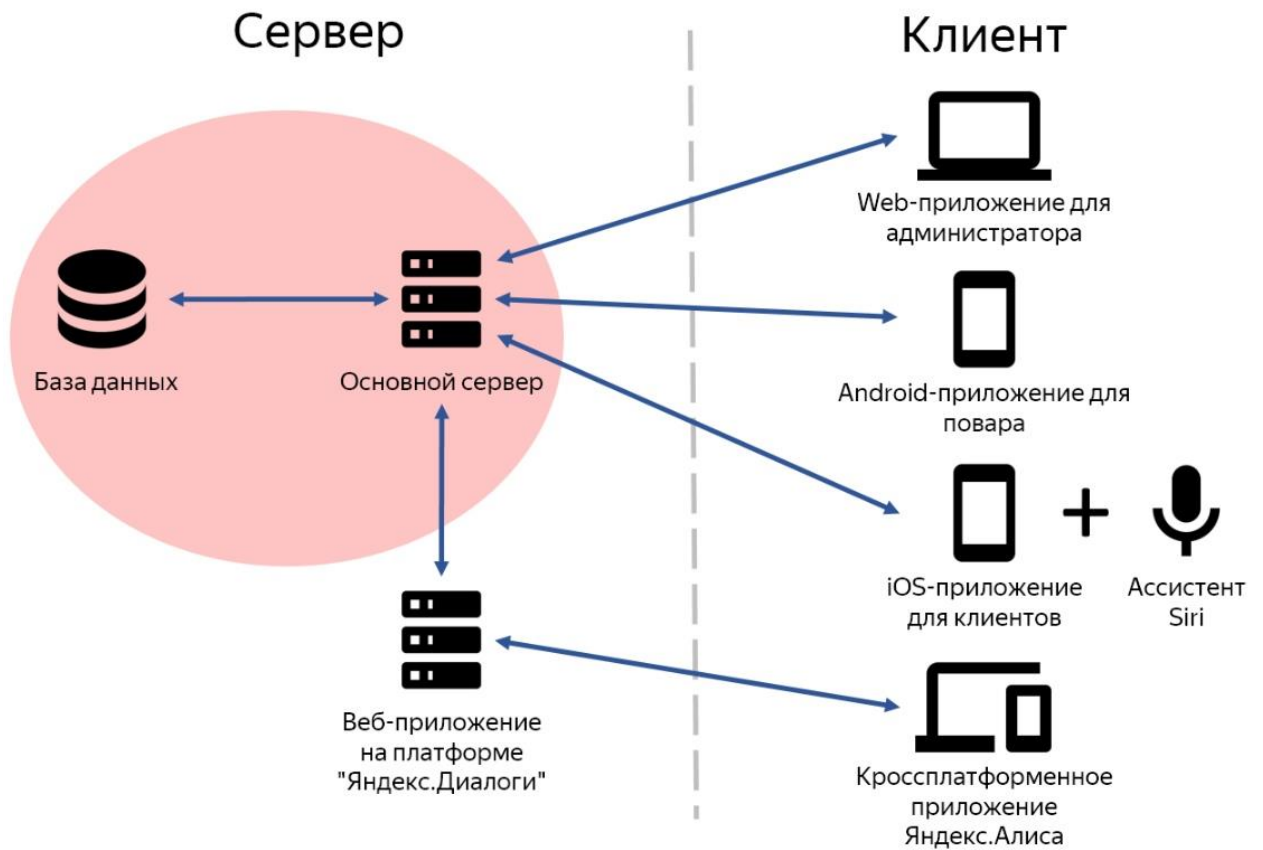 Сервер
Клиент
Web-приложение для
администратора
База данных
Основной сервер
Android-приложение для
повара
iOS-приложение
для клиентов
Ассистент
Siri
Веб-приложение
на платформе
"Яндекс.Диалоги"
Кроссплатформенное
приложение
Яндекс.Алиса